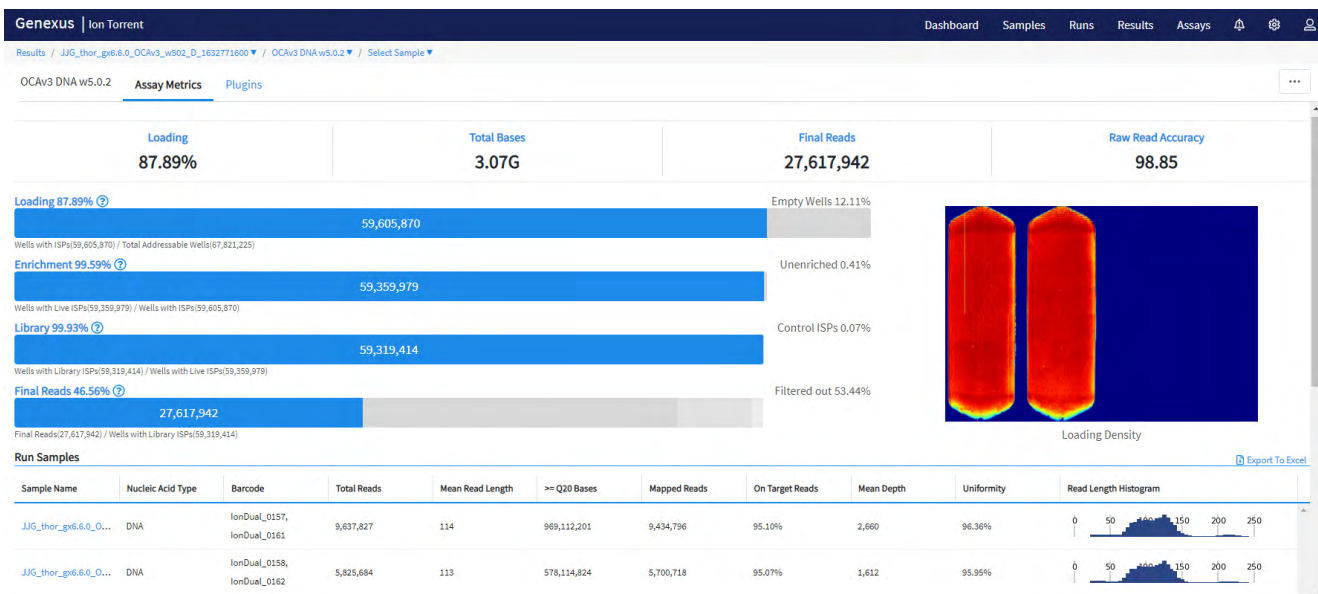 Genexus | Ion Torrent
Dashboard Samples Runs Results Assays
Results / JJG_thor_gx6.6.0_OCAv3_w502_D_1632771600 ▼ / OCAv3 DNA w5.0.2 ▼ / Select Sample ▼
OCAv3 DNA w5.0.2 Assay Metrics Plugins ...
Loading Total Bases Final Reads Raw Read Accuracy
87.89% 3.07G 27,617,942 98.85
Loading 87.89% ? Empty Wells 12.11%
59,605,870
Wells with ISPs(59,605,870) / Total Addressable Wells(67,821,225)
Enrichment 99.59% ? Unenriched 0.41%
59,359,979
Wells with Live ISPs(59,359,979) / Wells with ISPs(59,605,870)
Library 99.93% ? Control ISPs 0.07%
59,319,414
Wells with Library ISPs(59,319,414) / Wells with Live ISPs(59,359,979)
Final Reads 46.56% ? Filtered out 53.44%
27,617,942
Final Reads(27,617,942) / Wells with Library ISPs(59,319,414)
Loading Density
Run Samples
Export To Excel
Sample Name Nucleic Acid Type Barcode Total Reads Mean Read Length >= Q20 Bases Mapped Reads On Target Reads Mean Depth Uniformity Read Length Histogram
JJG_thor_gx6.6.0_O... DNA IonDual_0157, IonDual_0161 9,637,827 114 969,112,201 9,434,796 95.10% 2,660 96.36% 0 50 100 150 200 250
JJG_thor_gx6.6.0_O... DNA IonDual_0158, IonDual_0162 5,825,684 113 578,114,824 5,700,718 95.07% 1,612 95.95% 0 50 100 150 200 250